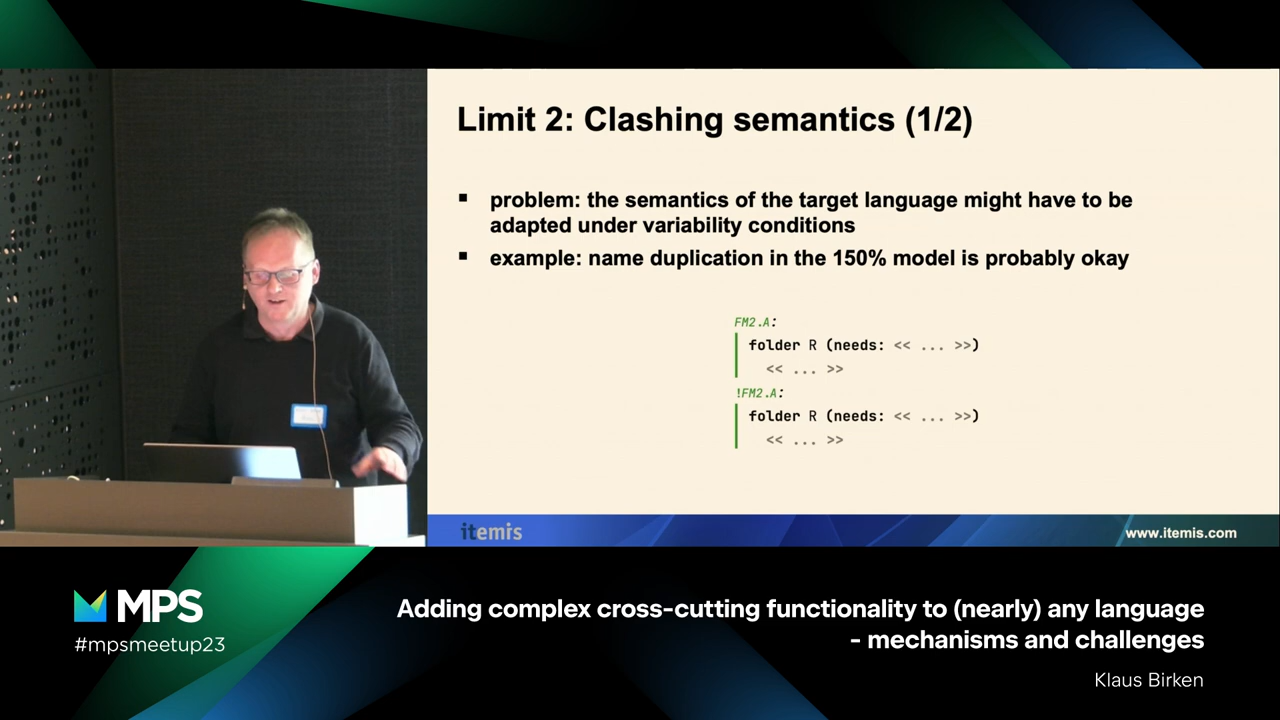 Limit 2: Clashing semantics (1/2)
▪ problem: the semantics of the target language might have to be
adapted under variability conditions
▪ example: name duplication in the 150% model is probably okay
FM2.A:
folder R (needs: << ... >>)
<< ... >>
!FM2.A:
folder R (needs: << ... >>)
<< ... >>
itemis
www.itemis.com
MPS
#mpsmeetup23
Adding complex cross-cutting functionality to (nearly) any language
- mechanisms and challenges
Klaus Birken